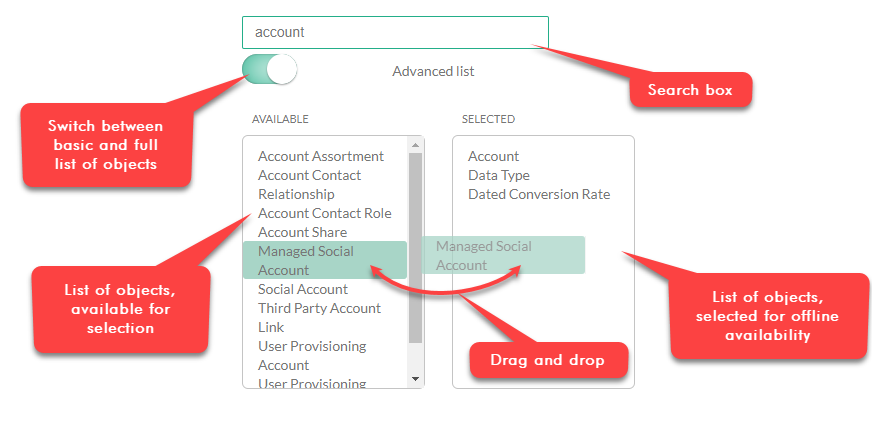 account
Advanced list
Search box
Switch between
basic and full
list of objects
AVAILABLE
Account Assortment
Account Contact
Relationship
Account Contact Role
Account Share
Managed Social
Account
Social Account
Third Party Account
Link
User Provisioning
Account
User Provisioning
SELECTED
Account
Data Type
Dated Conversion Rate
Managed Social
Account
List of objects,
available for
selection
Drag and drop
List of objects,
selected for offline
availability